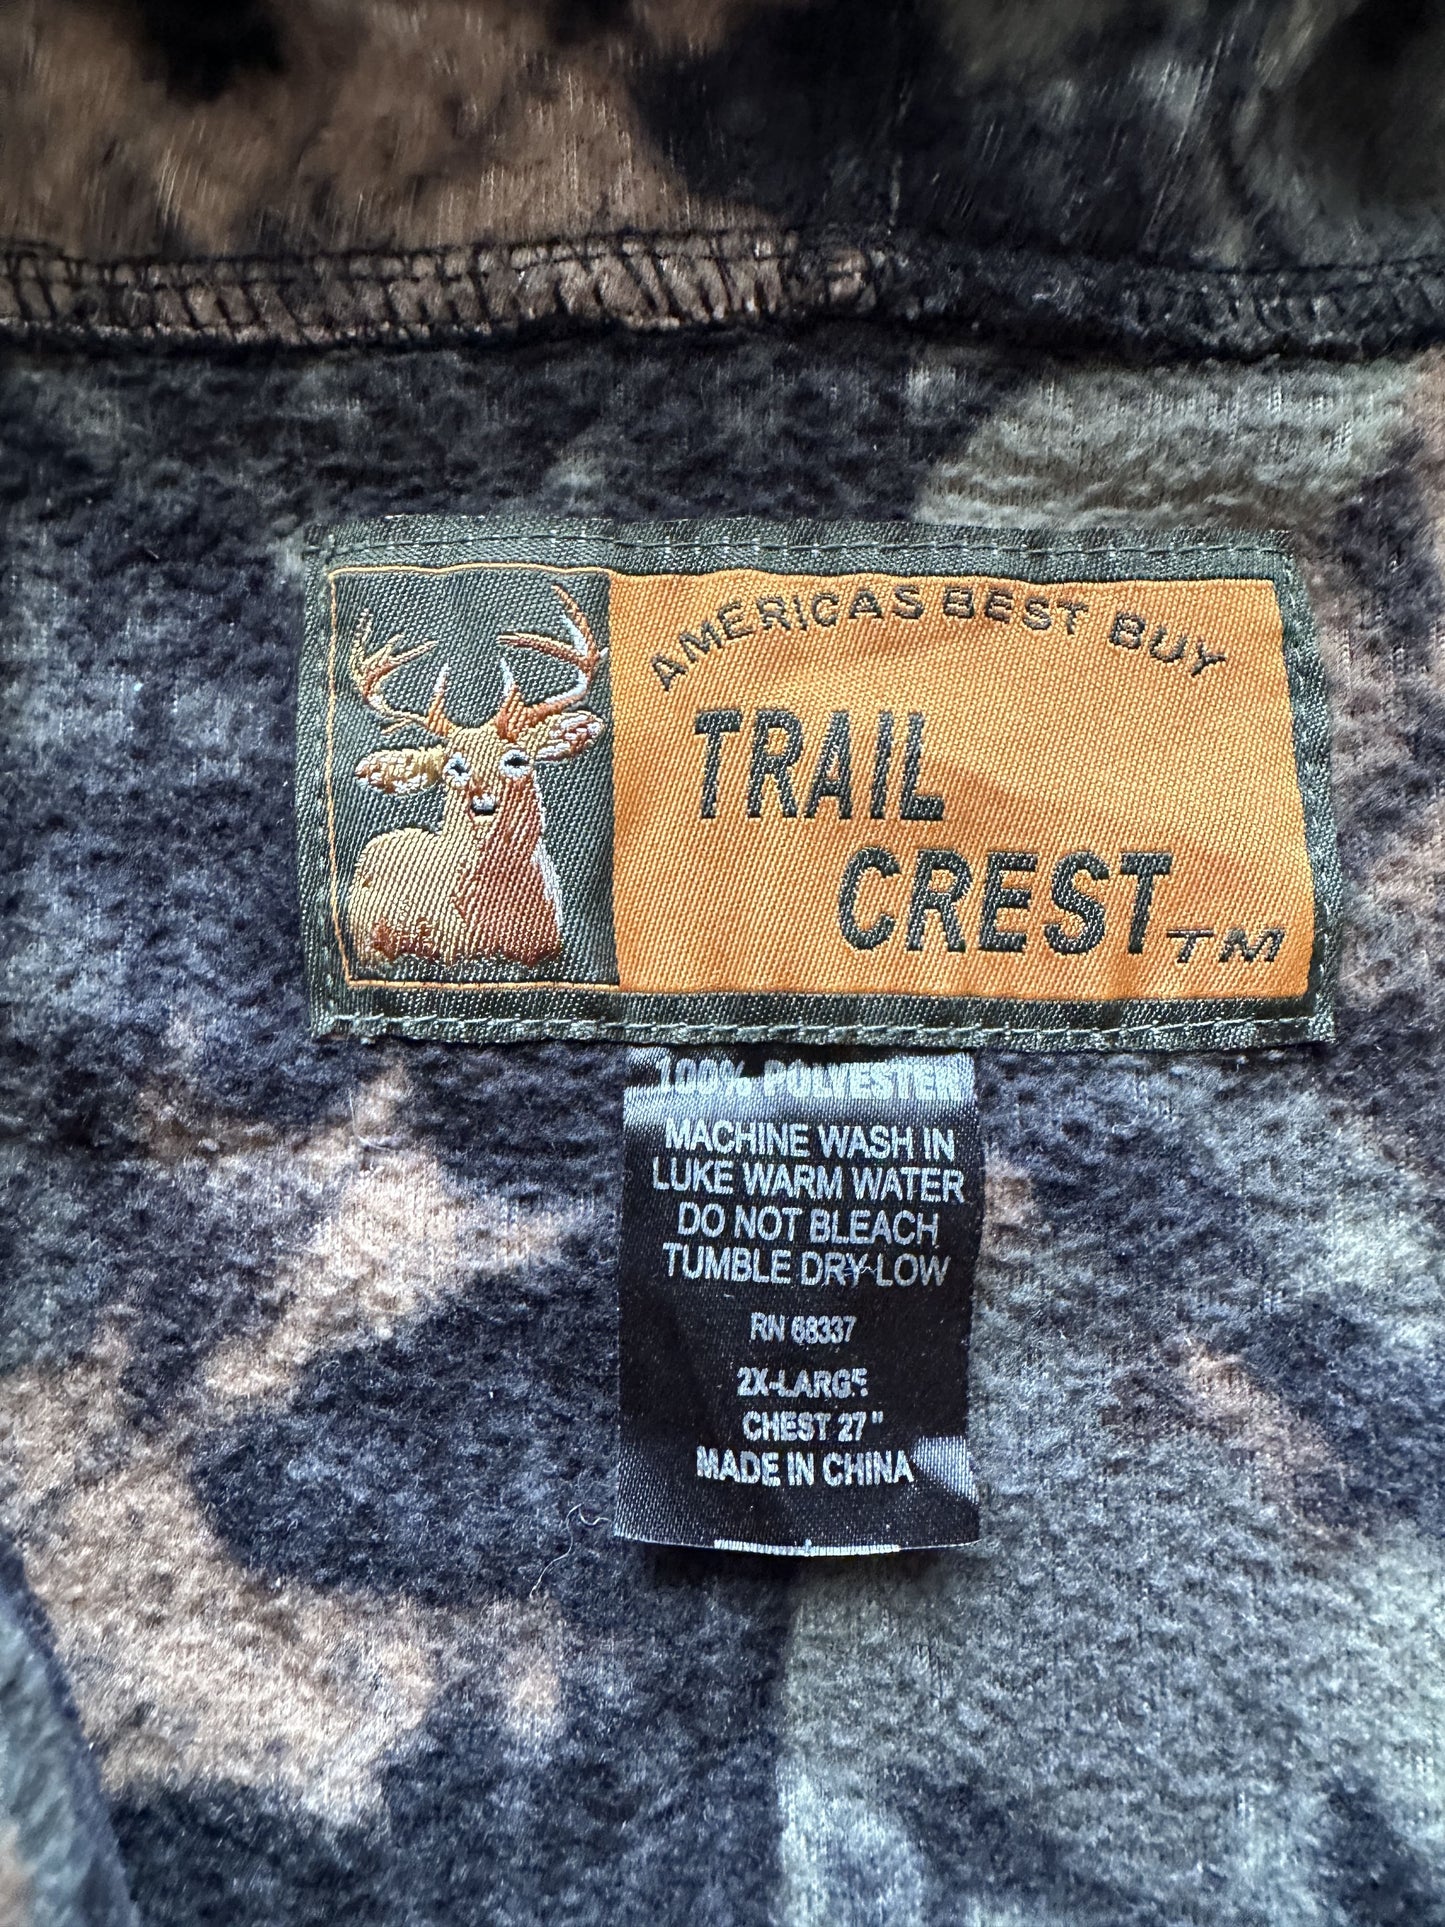 AMERICAS BEST BUY
TRAIL
CREST TM
100% POLYESTER
MACHINE WASH IN
LUKE WARM WATER
DO NOT BLEACH
TUMBLE DRY LOW
RN 68337
2X-LARGE
CHEST 27"
MADE IN CHINA